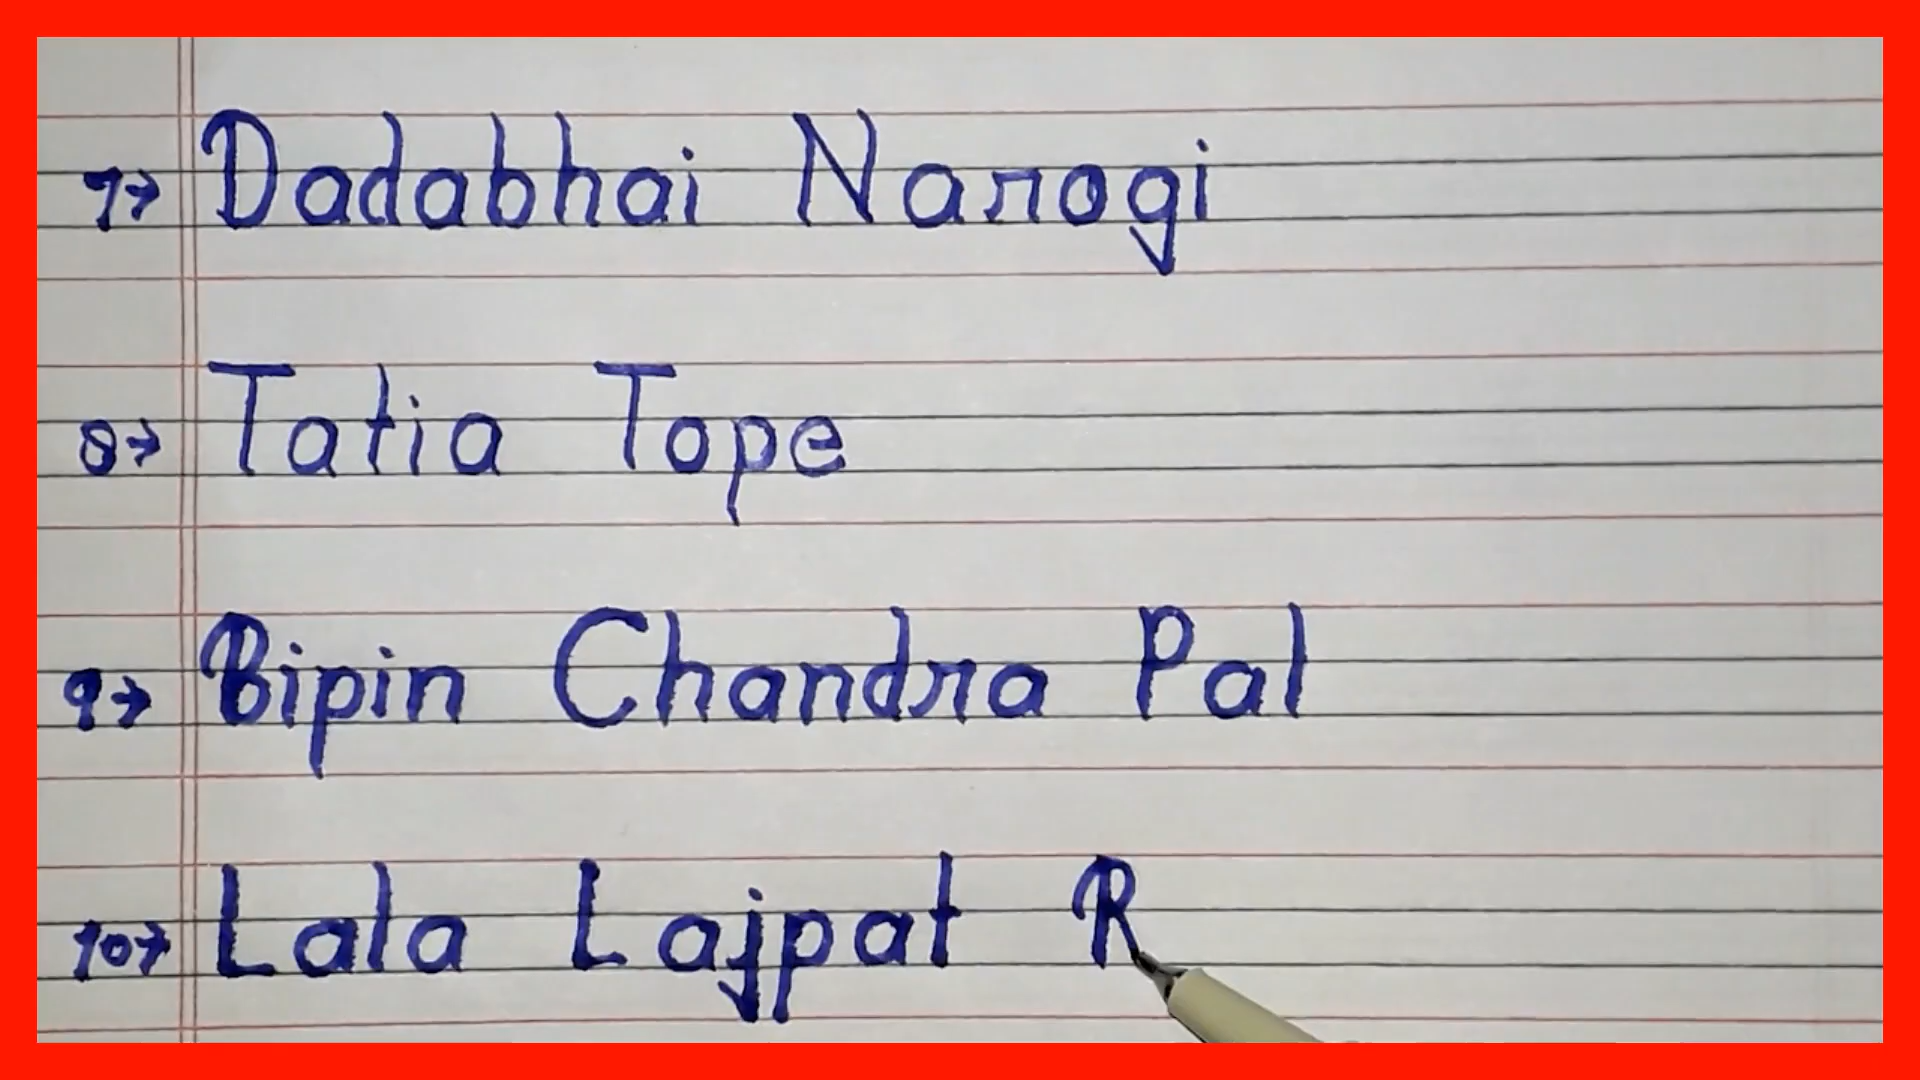 7→ Dadabhai Narogi
8→ Tatia Tope
9→ Bipin Chandra Pal
10→ Lala Lajpat R